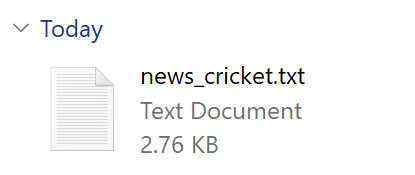 Today
news_cricket.txt
Text Document
2.76 KB